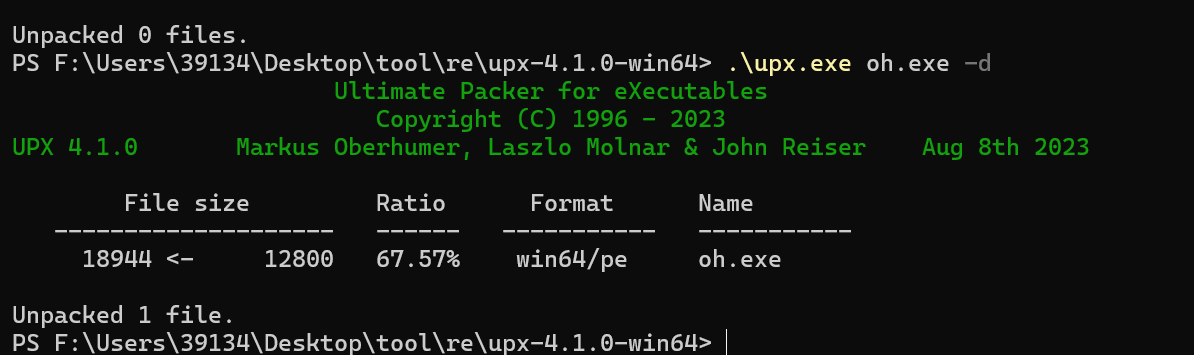 Unpacked 0 files.
PS F:\Users\39134\Desktop\tool\re\upx-4.1.0-win64> .\upx.exe oh.exe -d
Ultimate Packer for eXecutables
Copyright (C) 1996 - 2023
UPX 4.1.0 Markus Oberhumer, Laszlo Molnar & John Reiser Aug 8th 2023
File size Ratio Format Name
-------------------- ------ ----------- -----------
18944 <- 12800 67.57% win64/pe oh.exe
Unpacked 1 file.
PS F:\Users\39134\Desktop\tool\re\upx-4.1.0-win64>